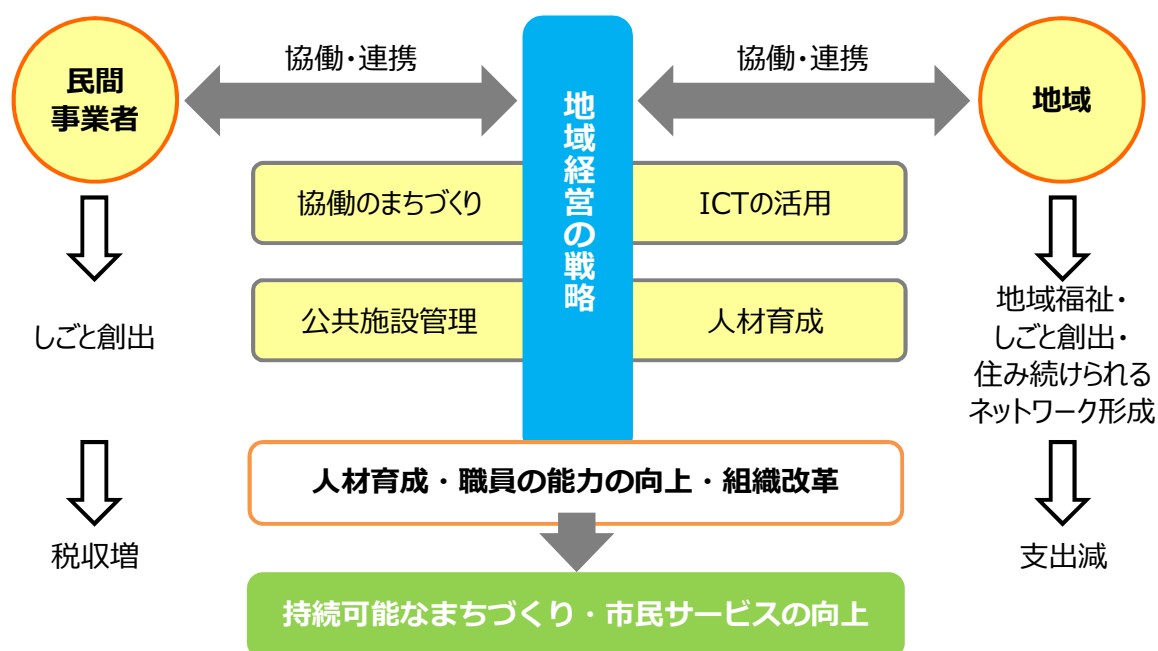 民間
事業者
協働・連携
地域経営の戦略
協働・連携
地域
協働のまちづくり
ICTの活用
公共施設管理
人材育成
しごと創出
地域福祉・
しごと創出・
住み続けられる
ネットワーク形成
人材育成・職員の能力の向上・組織改革
税収増
支出減
持続可能なまちづくり・市民サービスの向上